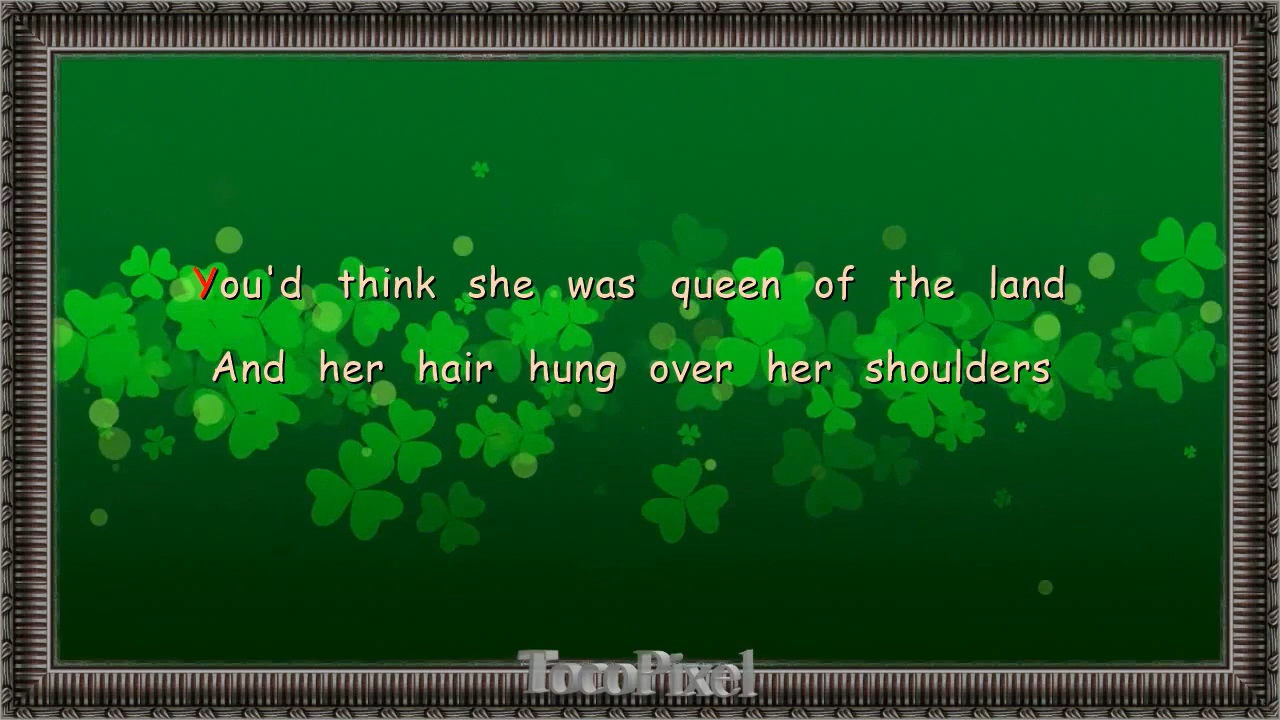 You'd think she was queen of the land
And her hair hung over her shoulders
TocoPixel